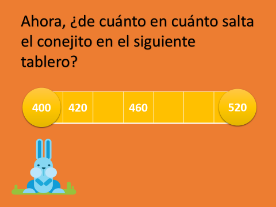 Ahora, ¿de cuánto en cuánto salta
el conejito en el siguiente
tablero?
400 420 460 520